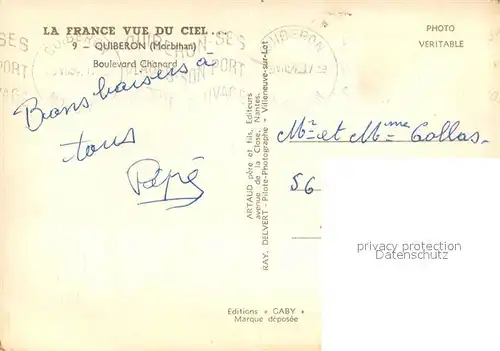 LA FRANCE VUE DU CIEL...
9 - QUIBERON (Morbihan)
Boulevard Chanard
PHOTO
VERITABLE
QUIBERON
Bons baisers à
tous
Pépé
ARTAUD père et fils, Editeurs
avenue de la Close, Nantes.
RAY. DELVERT - Pilote-Photographe - Villeneuve-sur-Lot
Mr et Mme Collas.
56
privacy protection
Editions « GABY »
Marque déposée